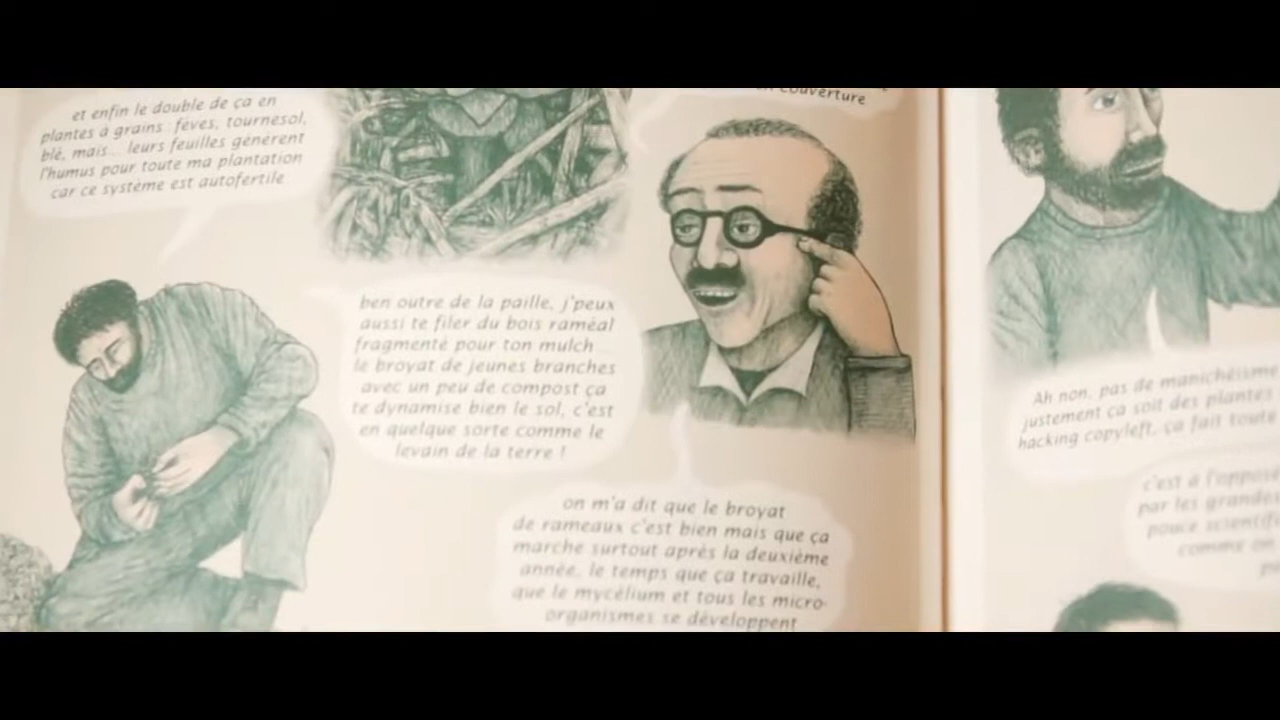 et enfin le double de ça en
plantes à grains : fèves, tournesol,
blé, maïs... leurs feuilles génèrent
l'humus pour toute ma plantation
car ce système est autofertile
couverture
ben outre de la paille, j'peux
aussi te filer du bois raméal
fragmenté pour ton mulch...
le broyat de jeunes branches
avec un peu de compost ça
te dynamise bien le sol, c'est
en quelque sorte comme le
levain de la terre !
on m'a dit que le broyat
de rameaux c'est bien mais que ça
marche surtout après la deuxième
année, le temps que ça travaille,
que le mycélium et tous les micro-
organismes se développent
Ah non, pas de manichéisme
justement ça soit des plantes
hacking copyleft, ça fait toute
c'est à l'opposé
par les grandes
pouce scientif
comme on